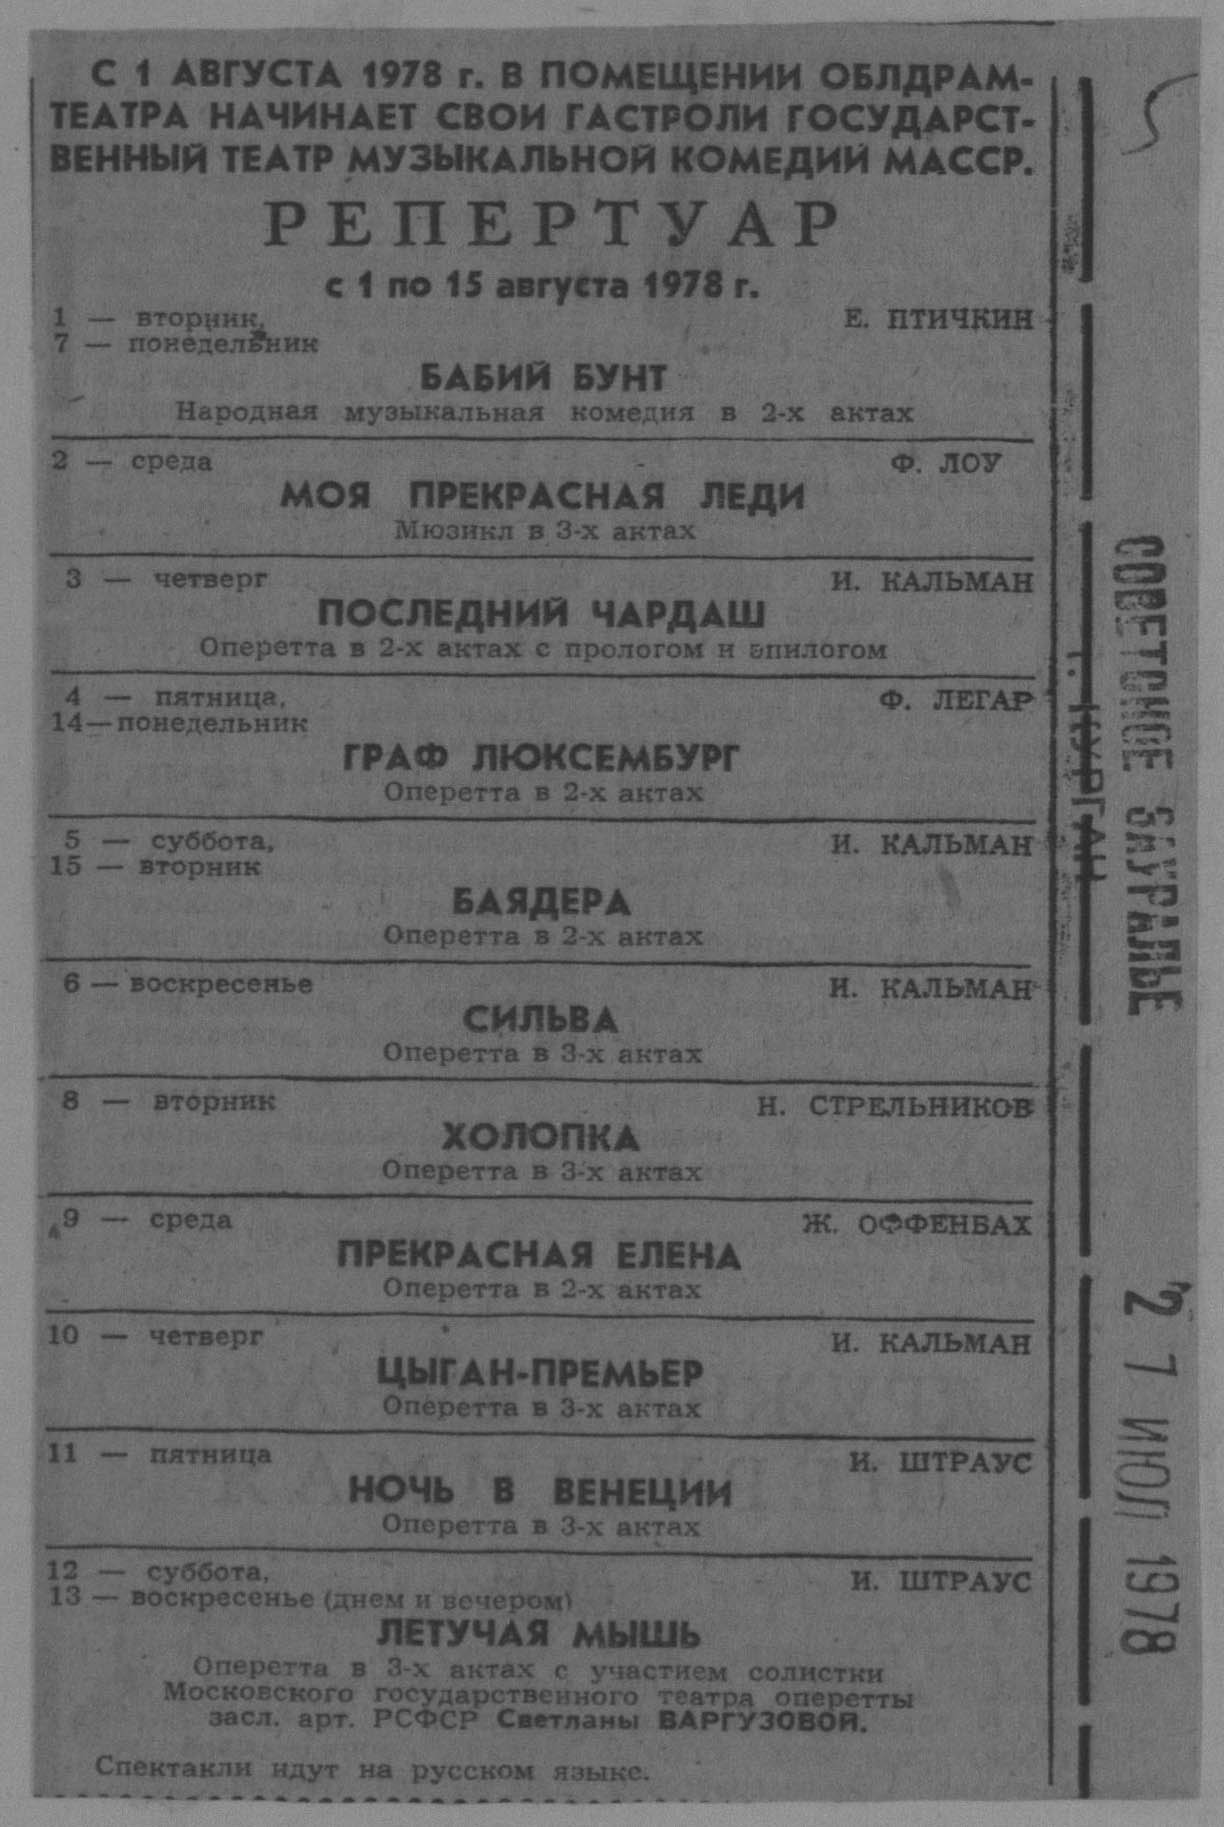 С 1 АВГУСТА 1978 г. В ПОМЕЩЕНИИ ОБЛДРАМ-
ТЕАТРА НАЧИНАЕТ СВОИ ГАСТРОЛИ ГОСУДАРСТ-
ВЕННЫЙ ТЕАТР МУЗЫКАЛЬНОЙ КОМЕДИИ МАССР.
РЕПЕРТУАР
с 1 по 15 августа 1978 г.
1 — вторник, Е. ПТИЧКИН
7 — понедельник
БАБИЙ БУНТ
Народная музыкальная комедия в 2-х актах
2 — среда Ф. ЛОУ
МОЯ ПРЕКРАСНАЯ ЛЕДИ
Мюзикл в 3-х актах
3 — четверг И. КАЛЬМАН
ПОСЛЕДНИЙ ЧАРДАШ
Оперетта в 2-х актах с прологом и эпилогом
4 — пятница, Ф. ЛЕГАР
14—понедельник
ГРАФ ЛЮКСЕМБУРГ
Оперетта в 2-х актах
5 — суббота, И. КАЛЬМАН
15 — вторник
БАЯДЕРА
Оперетта в 2-х актах
6 — воскресенье И. КАЛЬМАН
СИЛЬВА
Оперетта в 3-х актах
8 — вторник Н. СТРЕЛЬНИКОВ
ХОЛОПКА
Оперетта в 3-х актах
9 — среда Ж. ОФФЕНБАХ
ПРЕКРАСНАЯ ЕЛЕНА
Оперетта в 2-х актах
10 — четверг И. КАЛЬМАН
ЦЫГАН-ПРЕМЬЕР
Оперетта в 3-х актах
11 — пятница И. ШТРАУС
НОЧЬ В ВЕНЕЦИИ
Оперетта в 3-х актах
12 — суббота, И. ШТРАУС
13 — воскресенье (днем и вечером)
ЛЕТУЧАЯ МЫШЬ
Оперетта в 3-х актах с участием солистки
Московского государственного театра оперетты
засл. арт. РСФСР Светланы ВАРГУЗОВОЙ.
Спектакли идут на русском языке.
СОВЕТСКОЕ ЗАУРАЛЬЕ
г. КУРГАН
27 ИЮЛ 1978
5